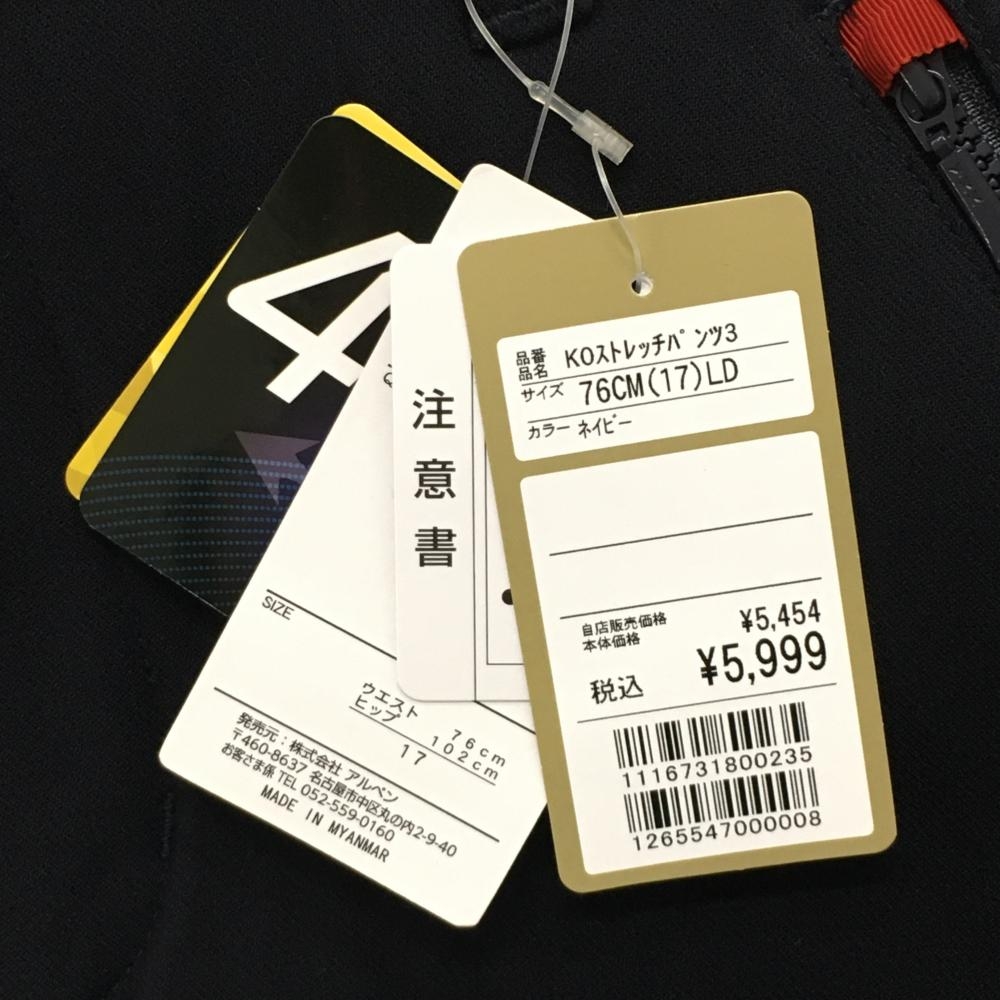 4
注意書
SIZE
ウエスト 76cm
ヒップ 102cm
17
発売元：株式会社 アルペン
〒460-8637 名古屋市中区丸の内2-9-40
お客さま係 TEL 052-559-0160
MADE IN MYANMAR
品番
品名 KOストレッチパンツ3
サイズ 76CM(17)LD
カラー ネイビー
自店販売価格
本体価格 ¥5,454
税込 ¥5,999
1116731800235
1265547000008